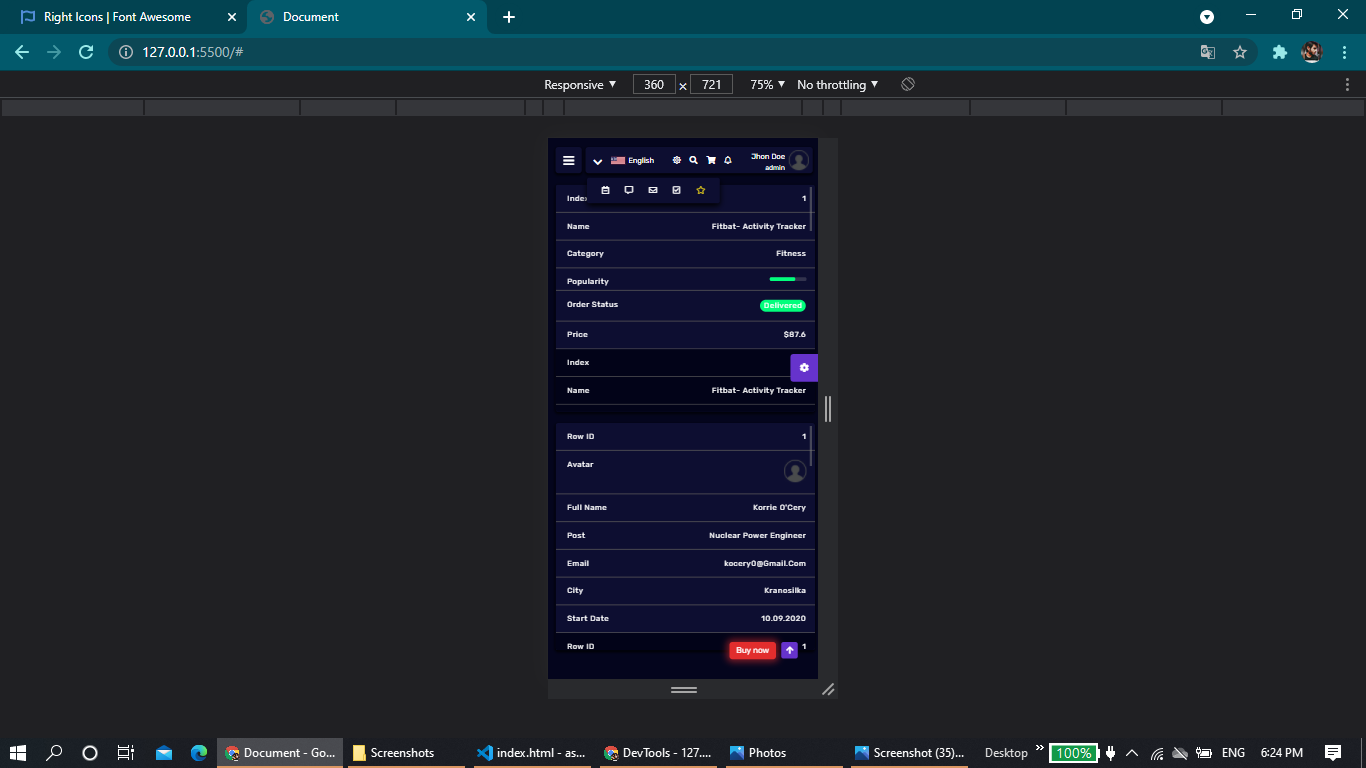 Right Icons | Font Awesome
Document
127.0.0.1:5500/#
Responsive 360 × 721 75% No throttling
English Jhon Doe
admin
Index 1
Name Fitbat- Activity Tracker
Category Fitness
Popularity
Order Status Delivered
Price $87.6
Index
Name Fitbat- Activity Tracker
Row ID 1
Avatar
Full Name Korrie O'Cery
Post Nuclear Power Engineer
Email kocery0@Gmail.Com
City Kranosilka
Start Date 10.09.2020
Row ID Buy now 1
Document - Go... Screenshots index.html - as... DevTools - 127.... Photos Screenshot (35)... Desktop 100% ENG 6:24 PM